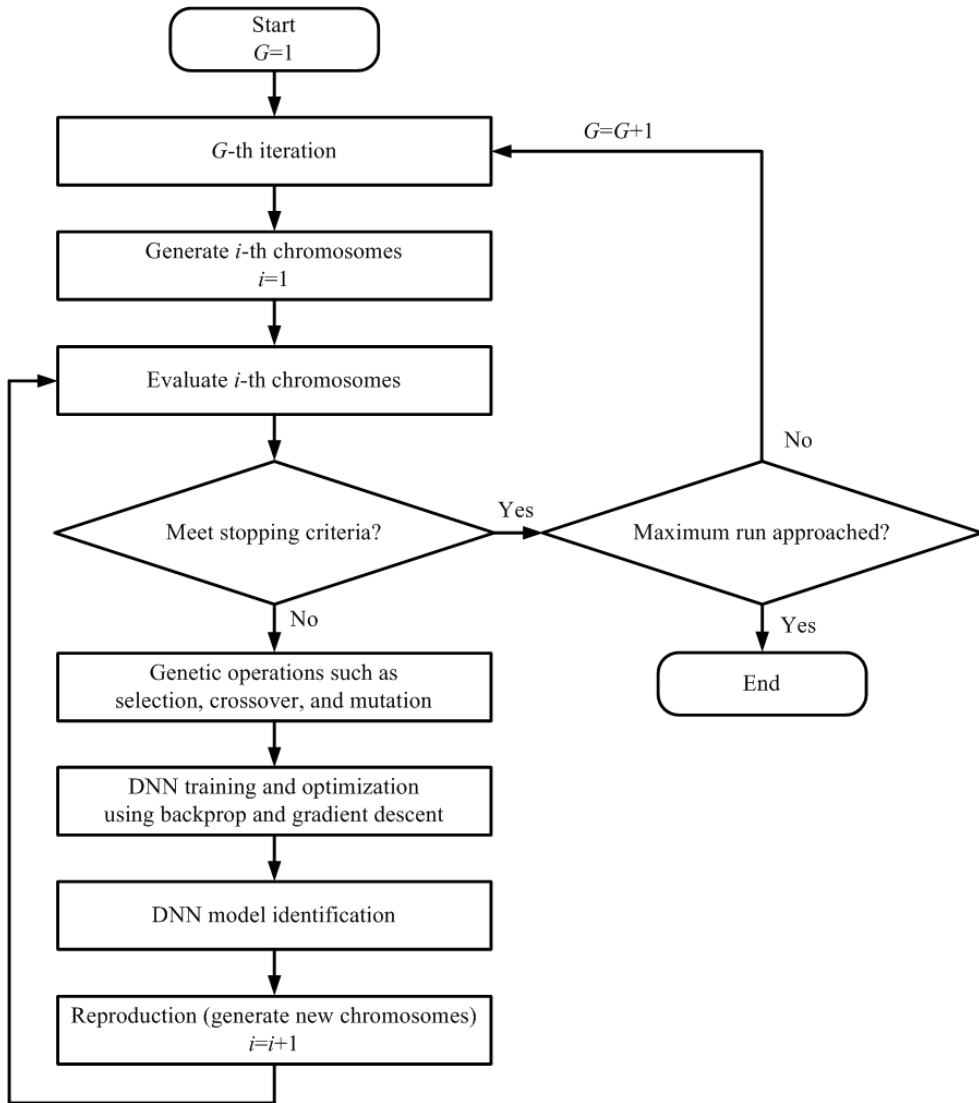 Start
G=1
G-th iteration
G=G+1
Generate i-th chromosomes
i=1
Evaluate i-th chromosomes
Meet stopping criteria?
Yes
Maximum run approached?
No
No
Yes
Genetic operations such as
selection, crossover, and mutation
End
DNN training and optimization
using backprop and gradient descent
DNN model identification
Reproduction (generate new chromosomes)
i=i+1